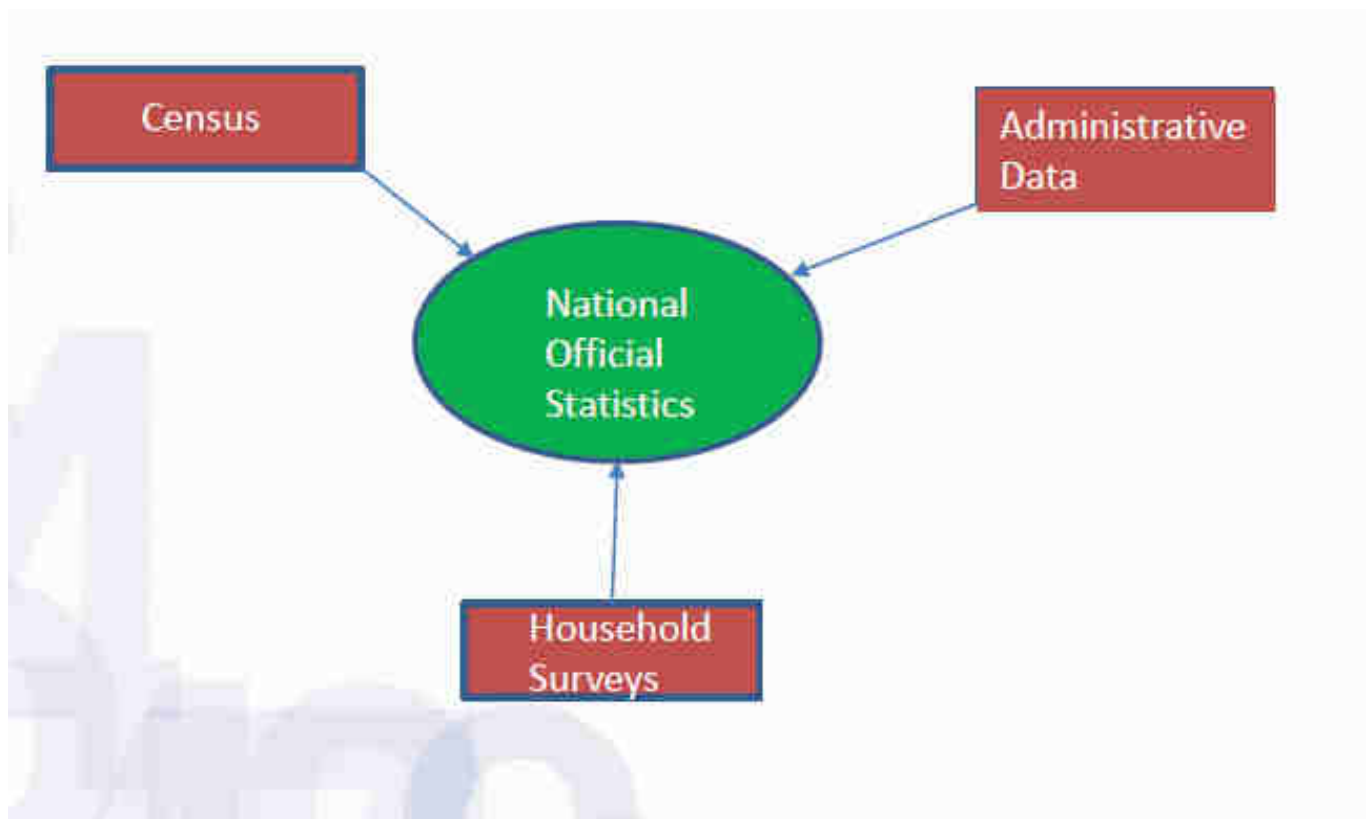 Census
Administrative
Data
National
Official
Statistics
Household
Surveys